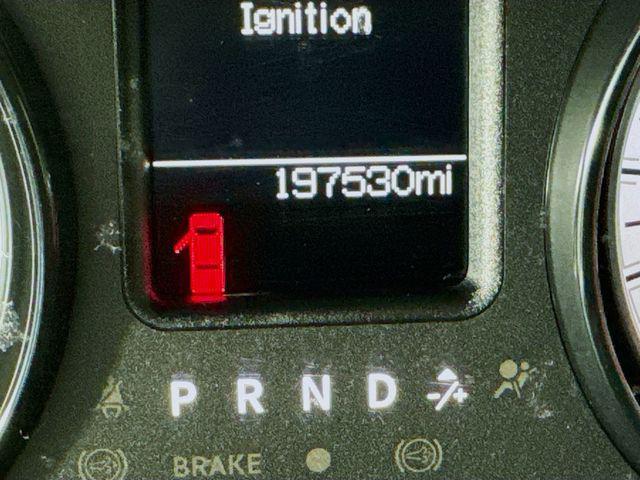 Ignition
197530mi
P R N D -/+
BRAKE